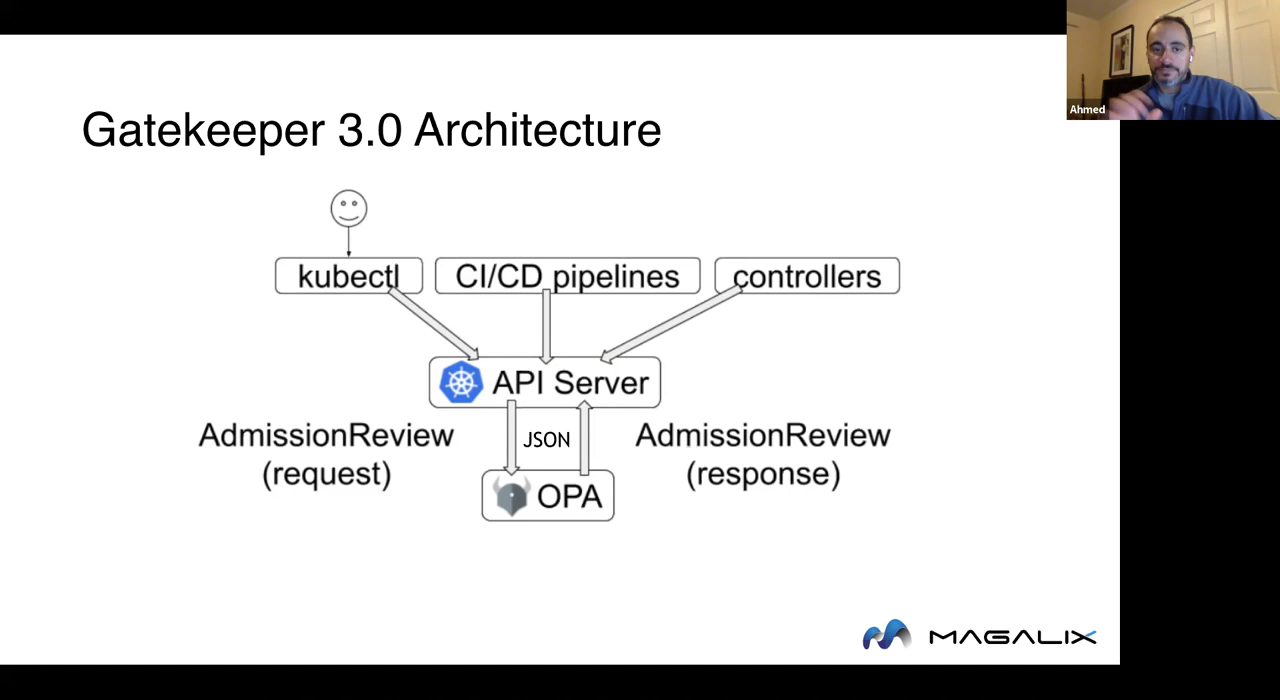 Ahmed
Gatekeeper 3.0 Architecture
kubectl
CI/CD pipelines
controllers
API Server
AdmissionReview
(request)
JSON
AdmissionReview
(response)
OPA
MAGALIX